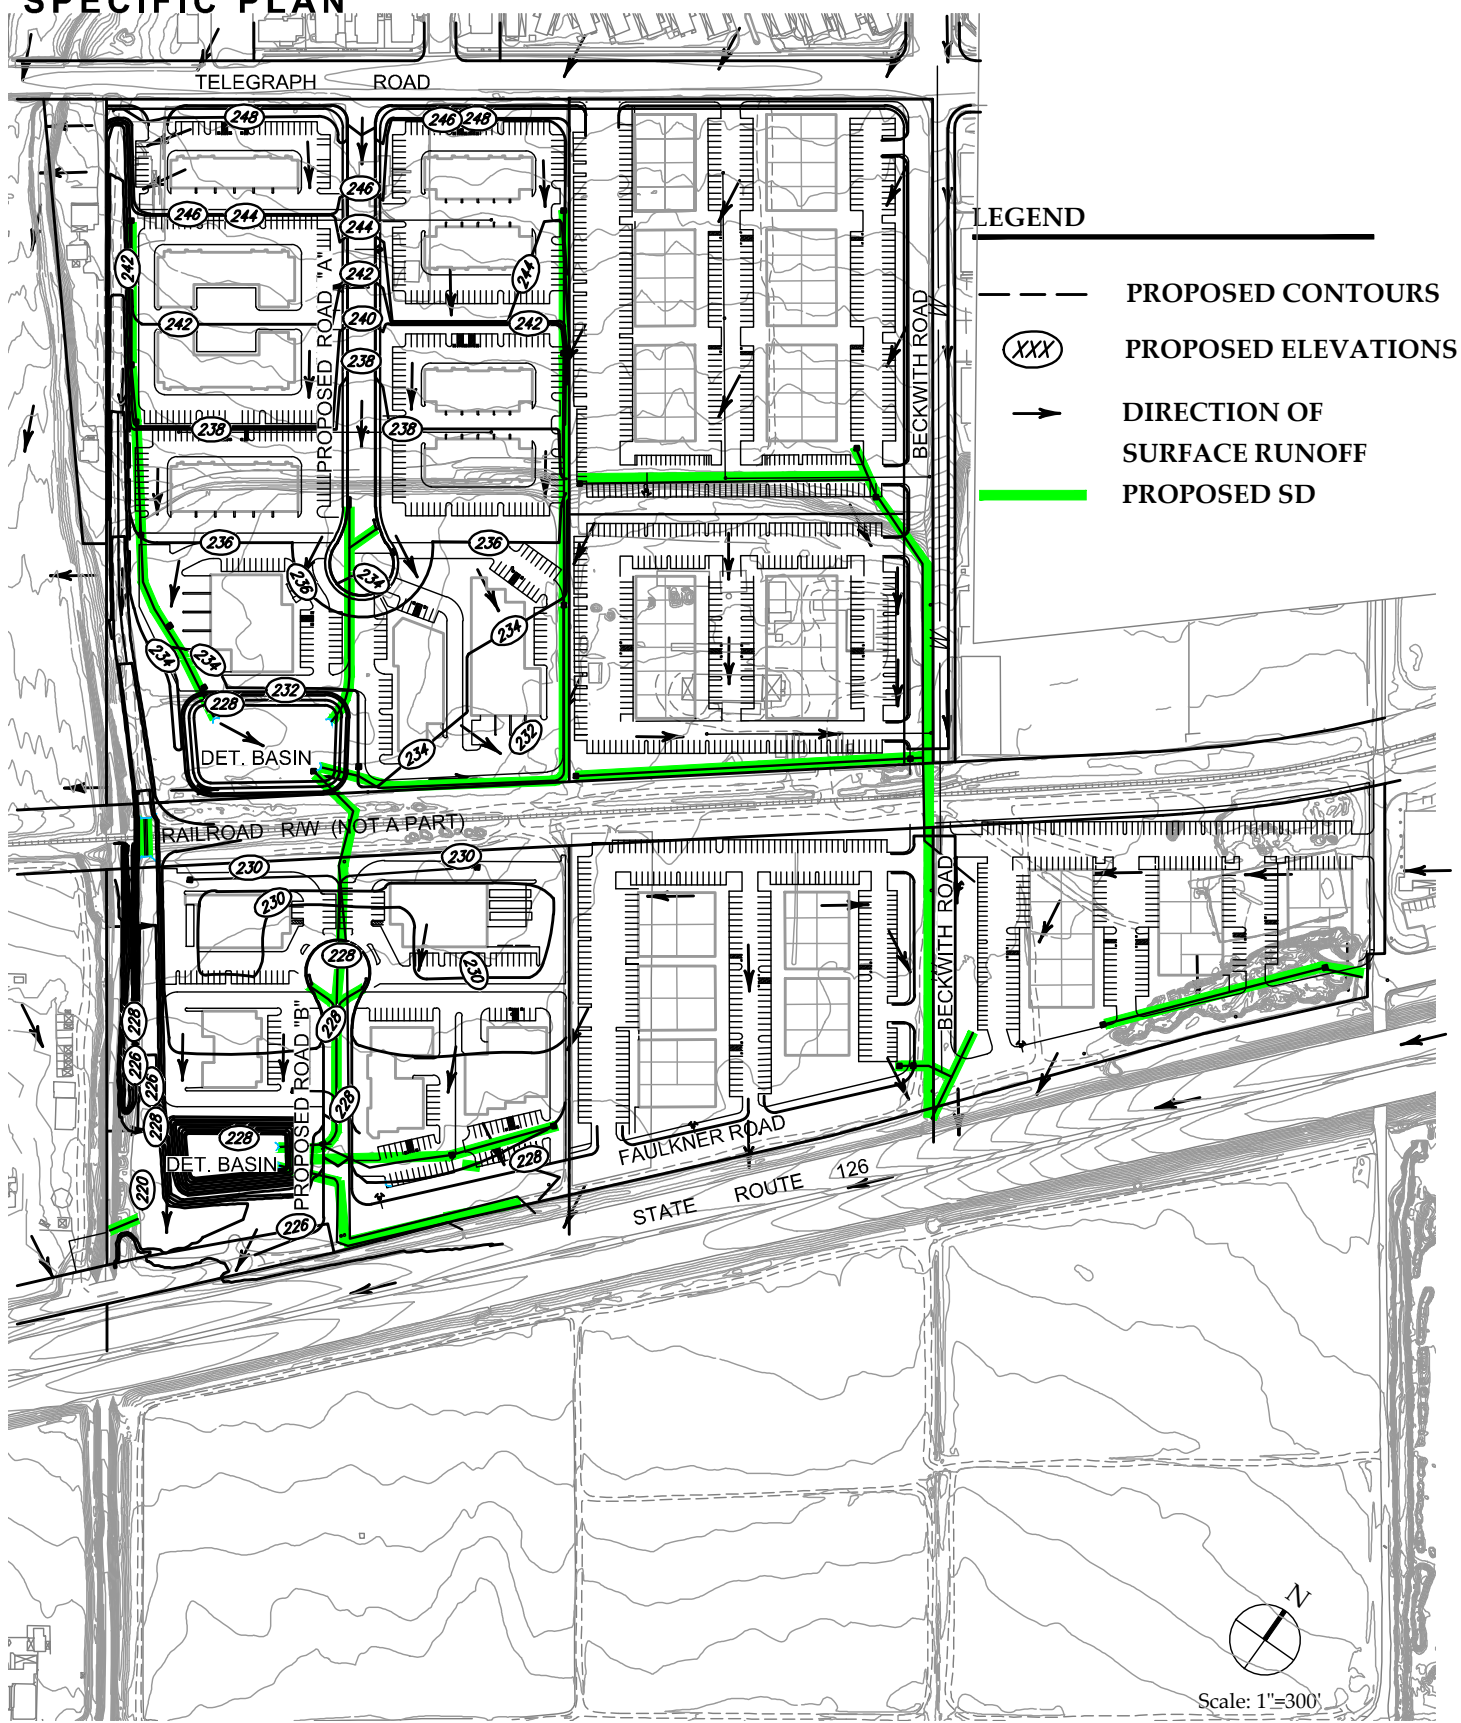 SPECIFIC PLAN
TELEGRAPH ROAD
248
246
248
246
246
244
244
242
242
244
240
242
242
238
238
238
PROPOSED ROAD "A"
BECKWITH ROAD
LEGEND
PROPOSED CONTOURS
XXX PROPOSED ELEVATIONS
DIRECTION OF
SURFACE RUNOFF
PROPOSED SD
236
236
236
234
234
234
234
228
232
232
234
DET. BASIN
RAILROAD R/W (NOT A PART)
230
230
230
230
228
228
228
226
226
228
228
228
228
220
226
DET. BASIN
PROPOSED ROAD "B"
BECKWITH ROAD
FAULKNER ROAD
STATE ROUTE 126
N
Scale: 1"=300'